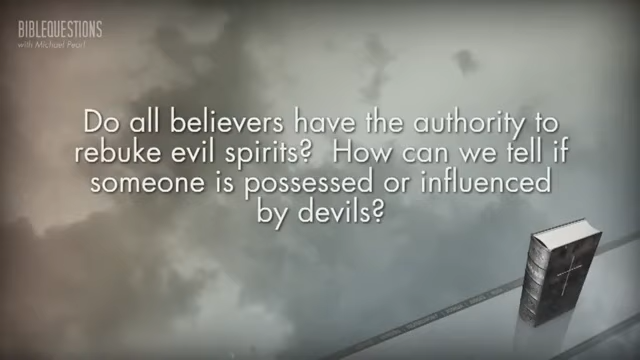 BIBLEQUESTIONS
with Michael Pearl
Do all believers have the authority to
rebuke evil spirits?  How can we tell if
someone is possessed or influenced
by devils?